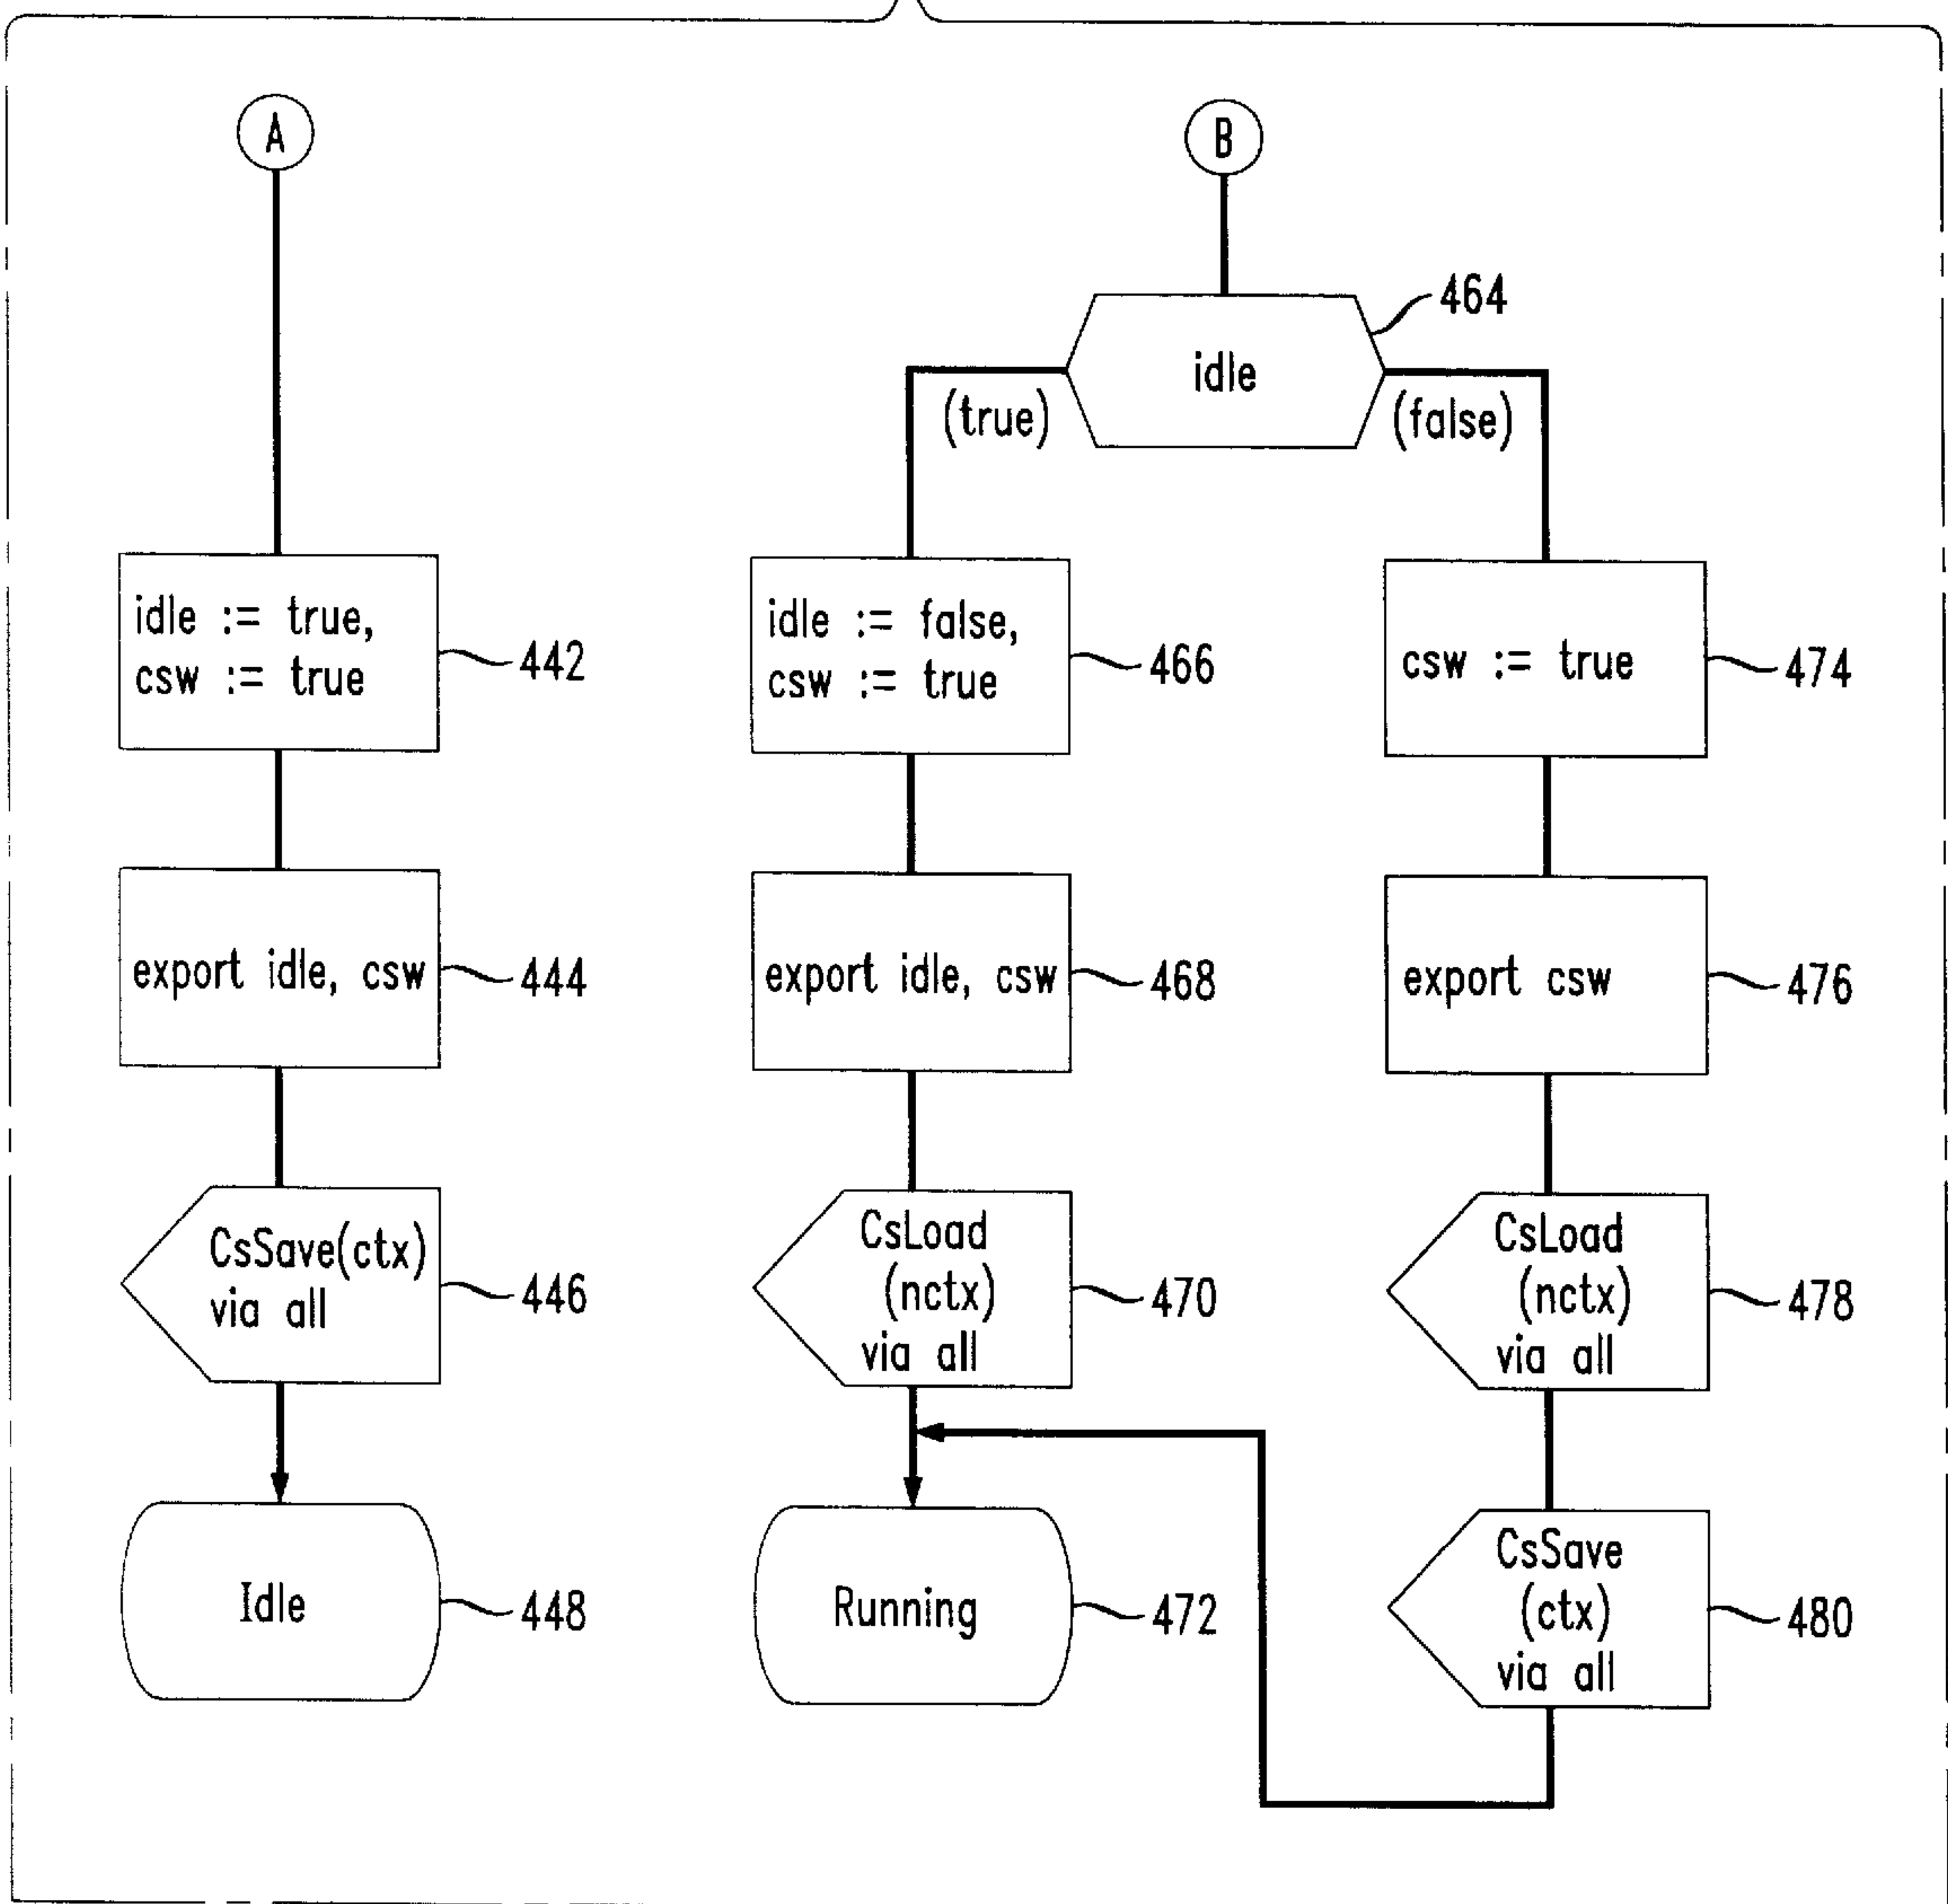 A
B
464
idle
(true)
(false)
idle := true,
csw := true
442
idle := false,
csw := true
466
csw := true
474
export idle, csw
444
export idle, csw
468
export csw
476
CsSave(ctx)
via all
446
CsLoad
(nctx)
via all
470
CsLoad
(nctx)
via all
478
Idle
448
Running
472
CsSave
(ctx)
via all
480